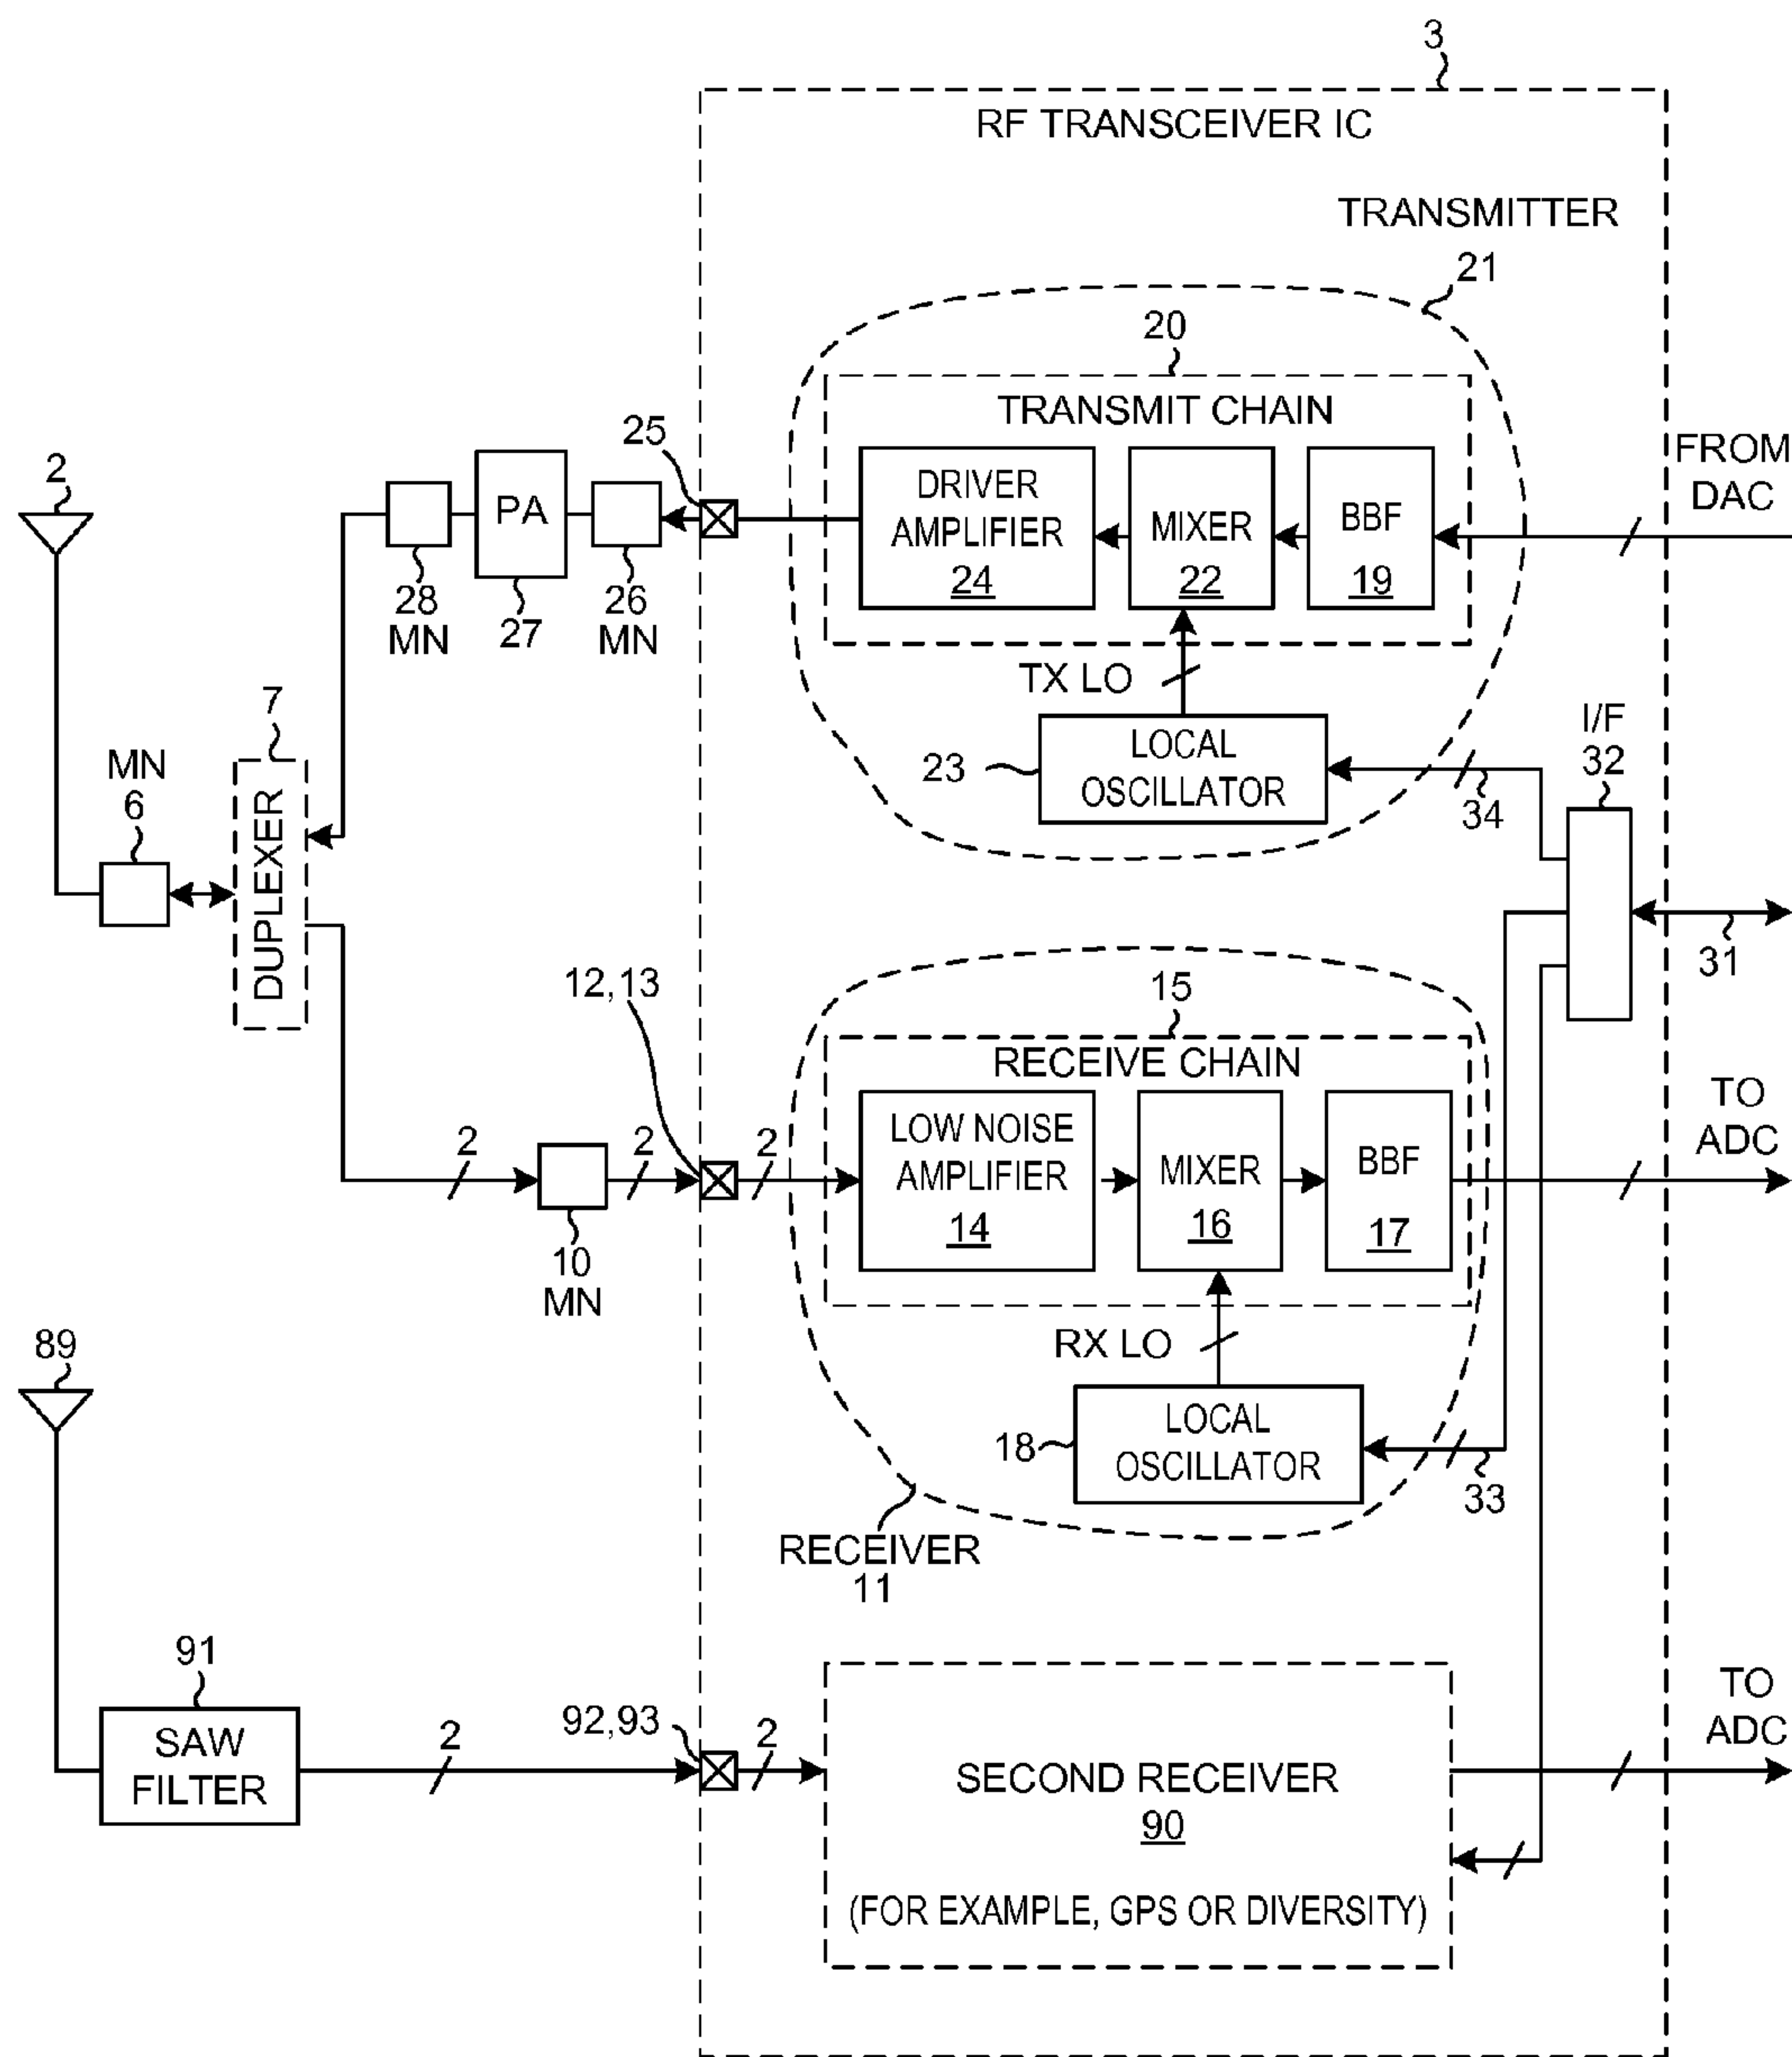 3
RF TRANSCEIVER IC
TRANSMITTER
21
20
TRANSMIT CHAIN
DRIVER
AMPLIFIER
24
MIXER
22
BBF
19
FROM
DAC
25
2
PA
28
MN
27
26
MN
TX LO
LOCAL
OSCILLATOR
23
34
I/F
32
7
MN
6
DUPLEXER
31
12,13
15
RECEIVE CHAIN
LOW NOISE
AMPLIFIER
14
MIXER
16
BBF
17
TO
ADC
2
2
2
10
MN
RX LO
LOCAL
OSCILLATOR
18
33
RECEIVER
11
89
91
SAW
FILTER
2
92,93
2
SECOND RECEIVER
90
(FOR EXAMPLE, GPS OR DIVERSITY)
TO
ADC